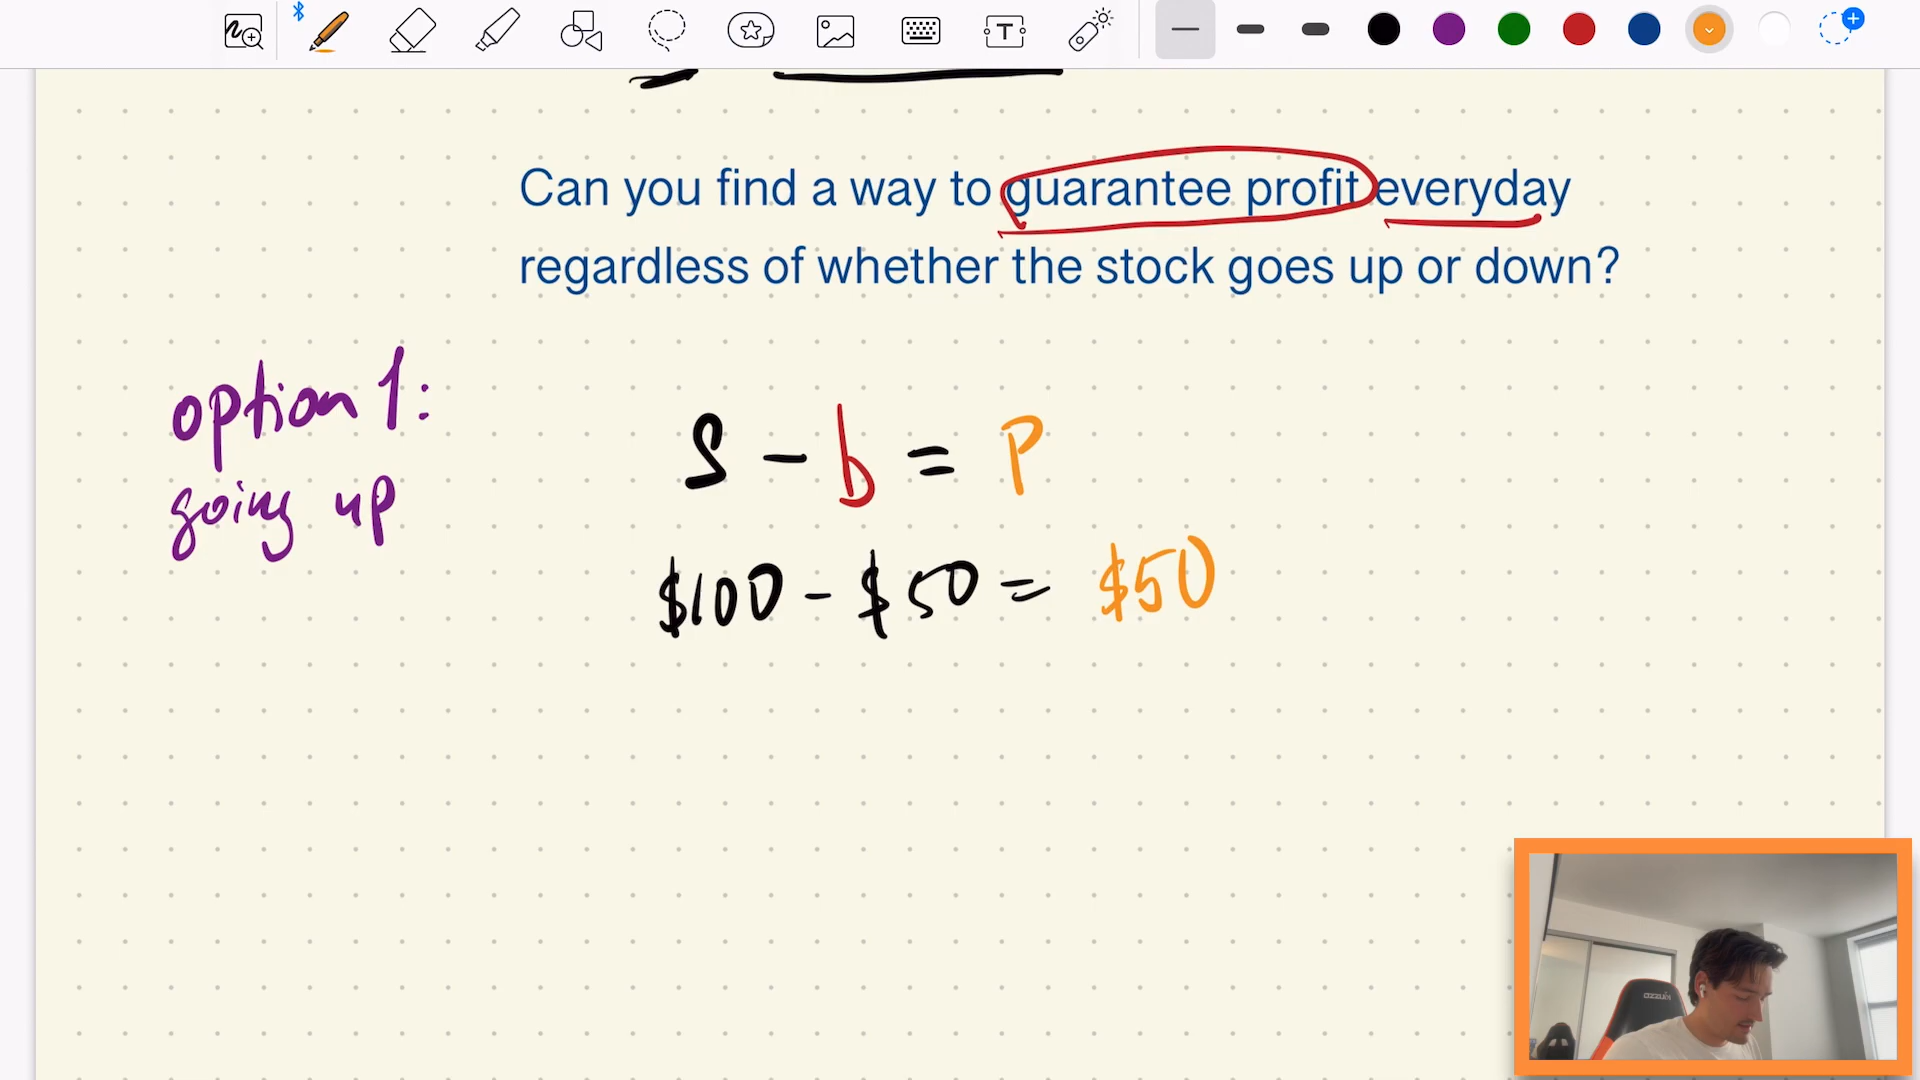 Can you find a way to guarantee profit everyday
regardless of whether the stock goes up or down?
option 1:
going up
S - b = P
$100 - $50 = $50
T